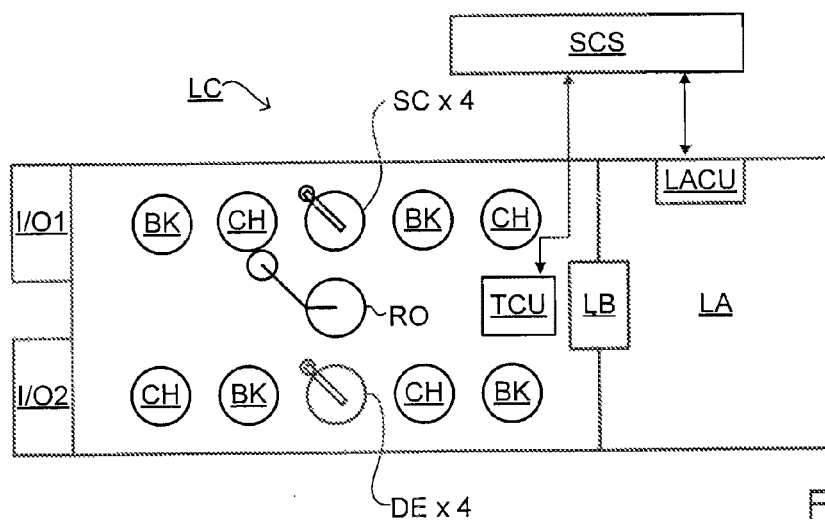 SCS
LC
SC x 4
LACU
I/O1
BK
CH
BK
CH
TCU
LB
LA
RO
I/O2
CH
BK
CH
BK
DE x 4